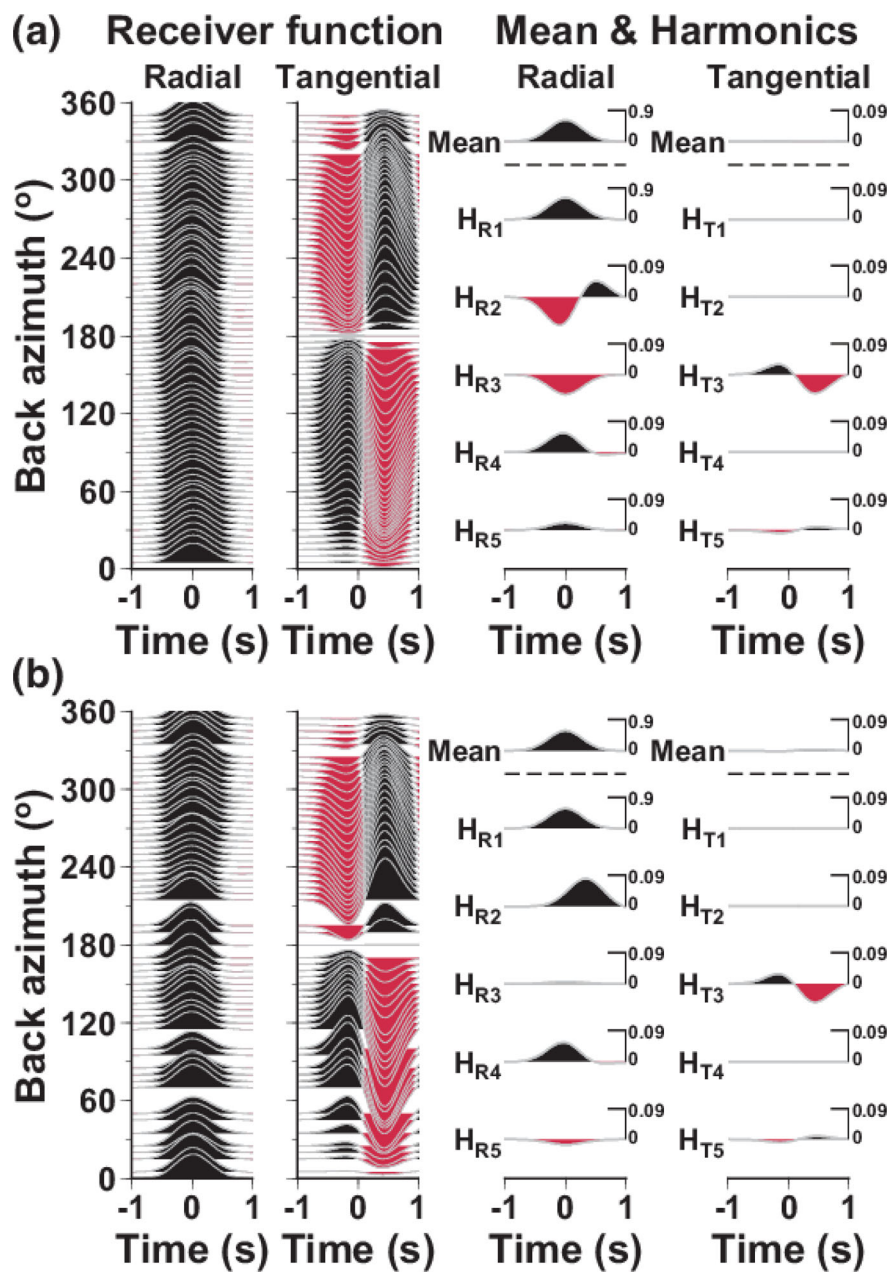 (a) Receiver function Mean & Harmonics
Radial Tangential Radial Tangential
Back azimuth (º)
360
300
240
180
120
60
0
-1 0 1
Time (s)
-1 0 1
Time (s)
Mean 0.9 0
H_R1 0.9 0
H_R2 0.09 0
H_R3 0.09 0
H_R4 0.09 0
H_R5 0.09 0
-1 0 1
Time (s)
Mean 0.09 0
H_T1 0.09 0
H_T2 0.09 0
H_T3 0.09 0
H_T4 0.09 0
H_T5 0.09 0
-1 0 1
Time (s)
(b)
Back azimuth (º)
360
300
240
180
120
60
0
-1 0 1
Time (s)
-1 0 1
Time (s)
Mean 0.9 0
H_R1 0.9 0
H_R2 0.09 0
H_R3 0.09 0
H_R4 0.09 0
H_R5 0.09 0
-1 0 1
Time (s)
Mean 0.09 0
H_T1 0.09 0
H_T2 0.09 0
H_T3 0.09 0
H_T4 0.09 0
H_T5 0.09 0
-1 0 1
Time (s)